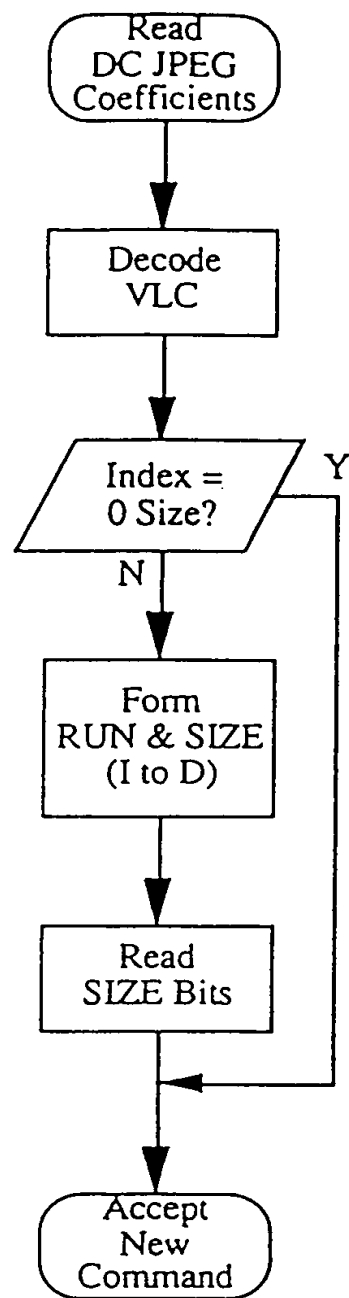 Read
DC JPEG
Coefficients
Decode
VLC
Index =
0 Size?
Y
N
Form
RUN & SIZE
(I to D)
Read
SIZE Bits
Accept
New
Command